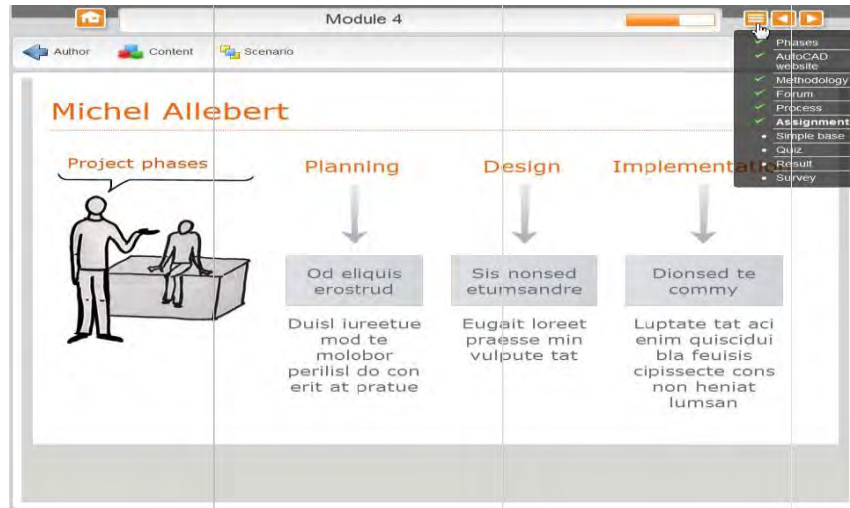 Module 4
Author
Content
Scenario
Phases
AutoCAD
website
Methodology
Forum
Process
Assignment
Simple base
Quiz
Result
Survey
Michel Allebert
Project phases
Planning
Design
Implementation
Od eliquis
erostrud
Sis nonsed
etumsandre
Dionsed te
commy
Duisl iureetue
mod te
molobor
perilisl do con
erit at pratue
Eugait loreet
praesse min
vulpute tat
Luptate tat aci
enim quiscidui
bla feuisis
cipissecte cons
non heniat
lumsan